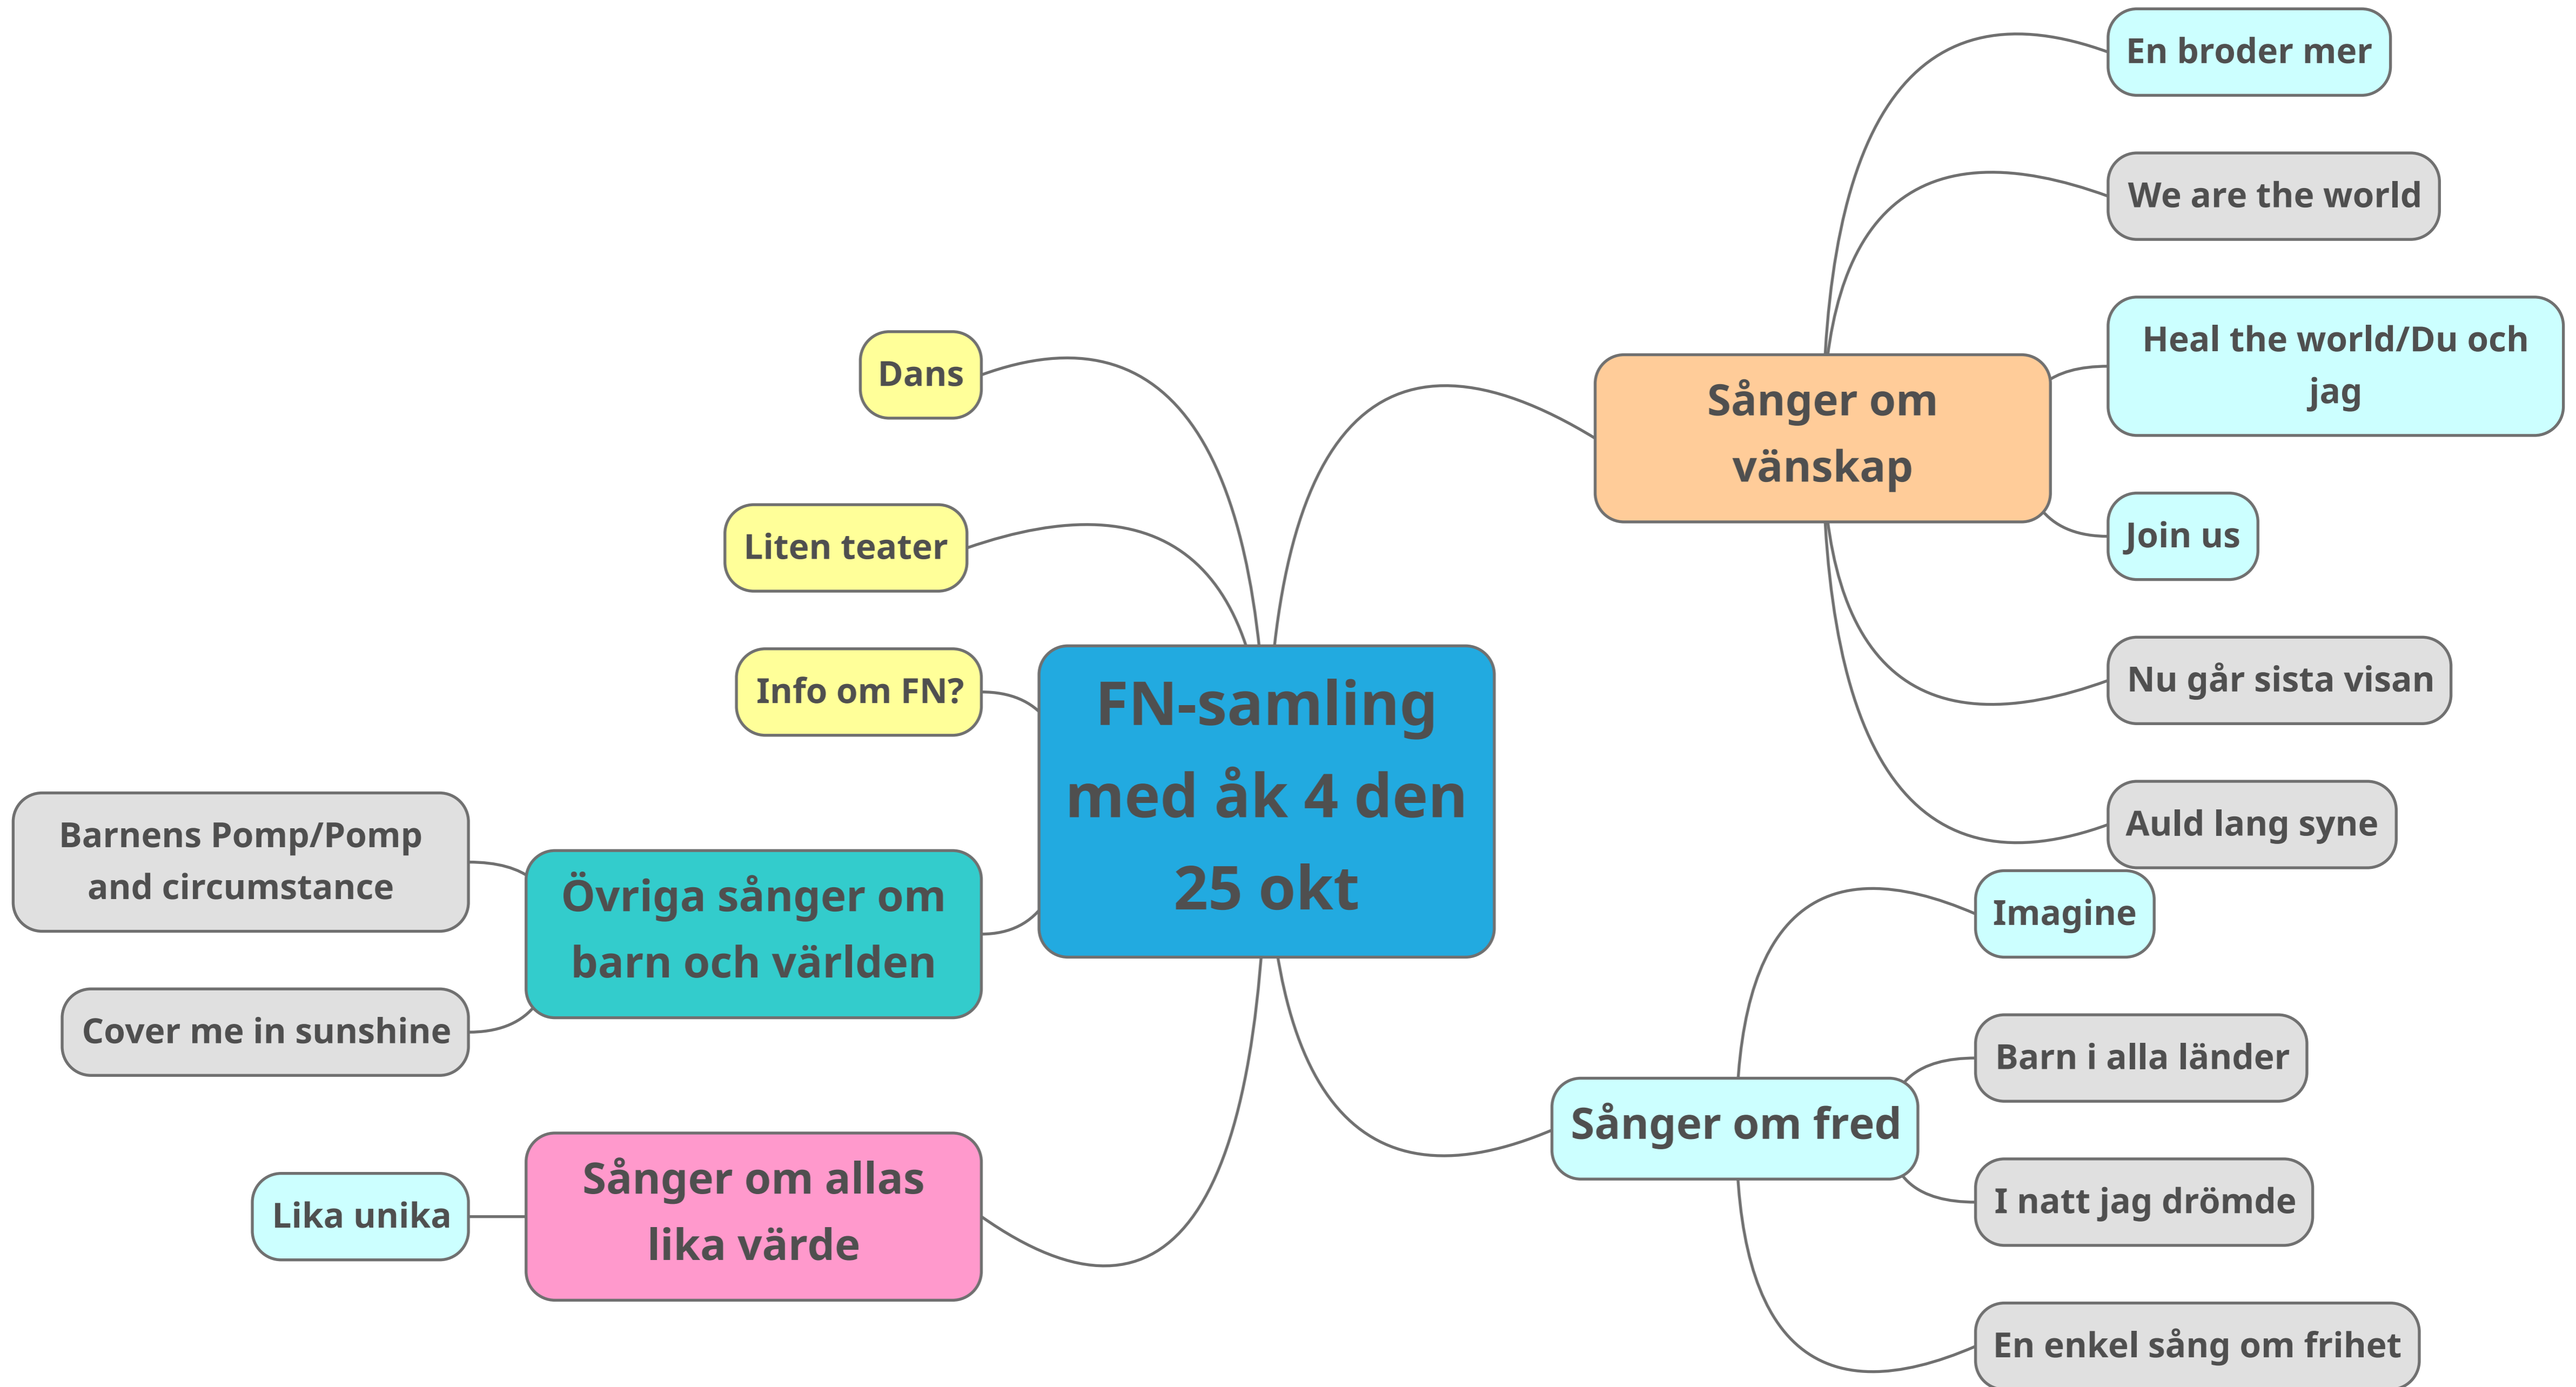 FN-samling
med åk 4 den
25 okt
Sånger om
vänskap
En broder mer
We are the world
Heal the world/Du och
jag
Join us
Nu går sista visan
Auld lang syne
Sånger om fred
Imagine
Barn i alla länder
I natt jag drömde
En enkel sång om frihet
Dans
Liten teater
Info om FN?
Övriga sånger om
barn och världen
Barnens Pomp/Pomp
and circumstance
Cover me in sunshine
Sånger om allas
lika värde
Lika unika